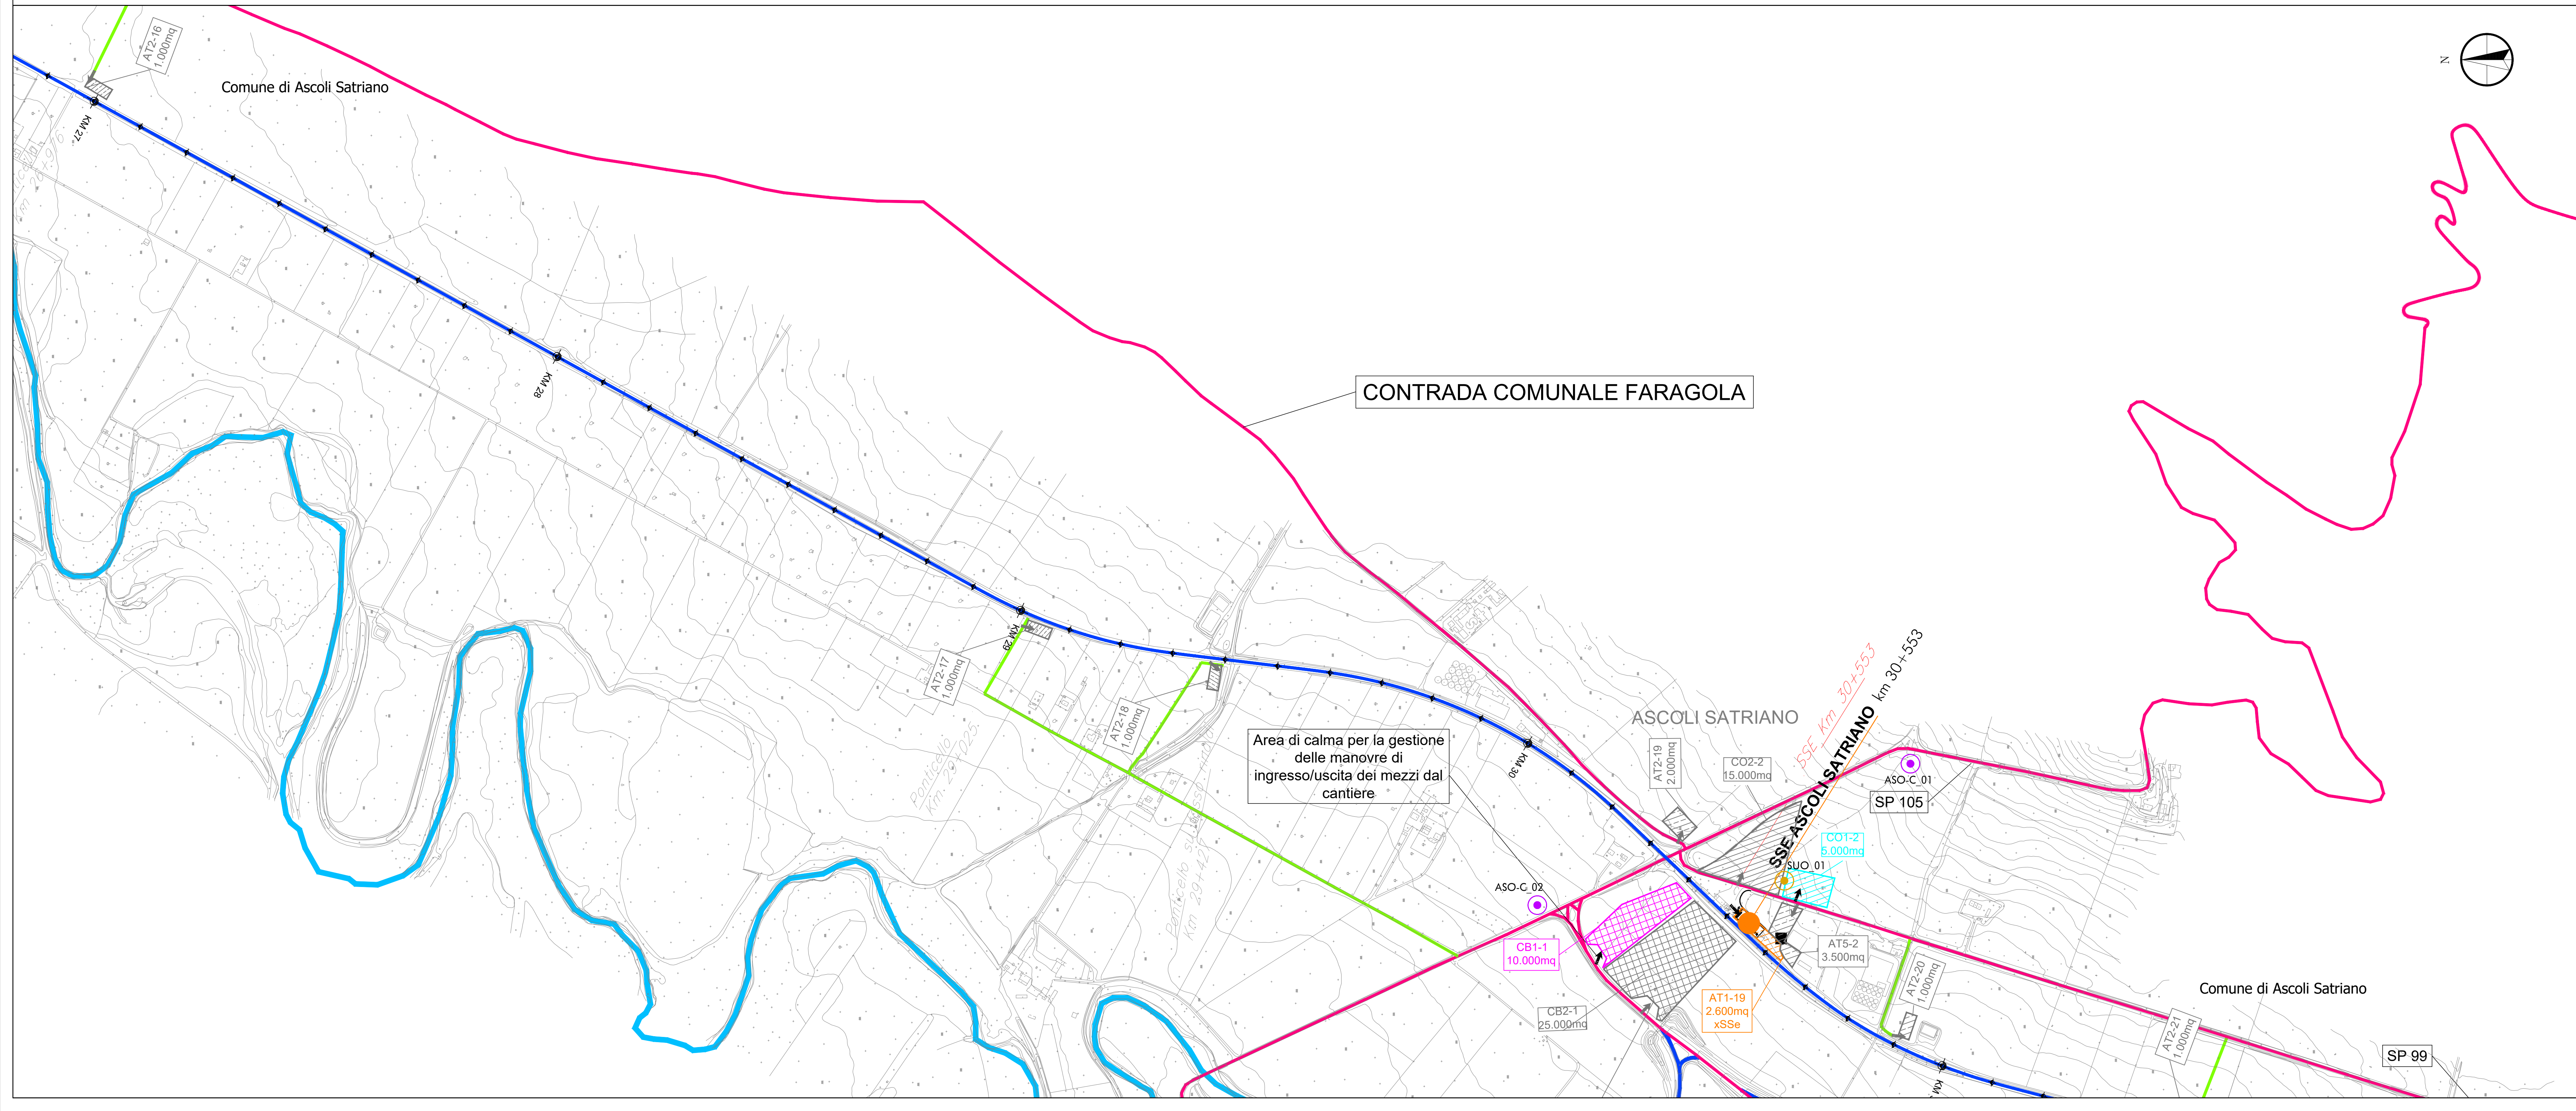 AT2-16
1.000mq
Comune di Ascoli Satriano
N
KM 27
KM 28
CONTRADA COMUNALE FARAGOLA
KM 29
AT2-17
1.000mq
AT2-18
1.000mq
Ponticello
Km. 29+025
Area di calma per la gestione
delle manovre di
ingresso/uscita dei mezzi dal
cantiere
KM 30
ASCOLI SATRIANO
AT2-19
2.000mq
CO2-2
15.000mq
SSE Km 30+553
SSE ASCOLI SATRIANO km 30+553
ASO-C_01
SP 105
CO1-2
5.000mq
SUO_01
ASO-C_02
CB1-1
10.000mq
CB2-1
25.000mq
AT1-19
2.600mq
xSSe
AT5-2
3.500mq
AT2-20
1.000mq
Comune di Ascoli Satriano
AT2-21
1.000mq
SP 99